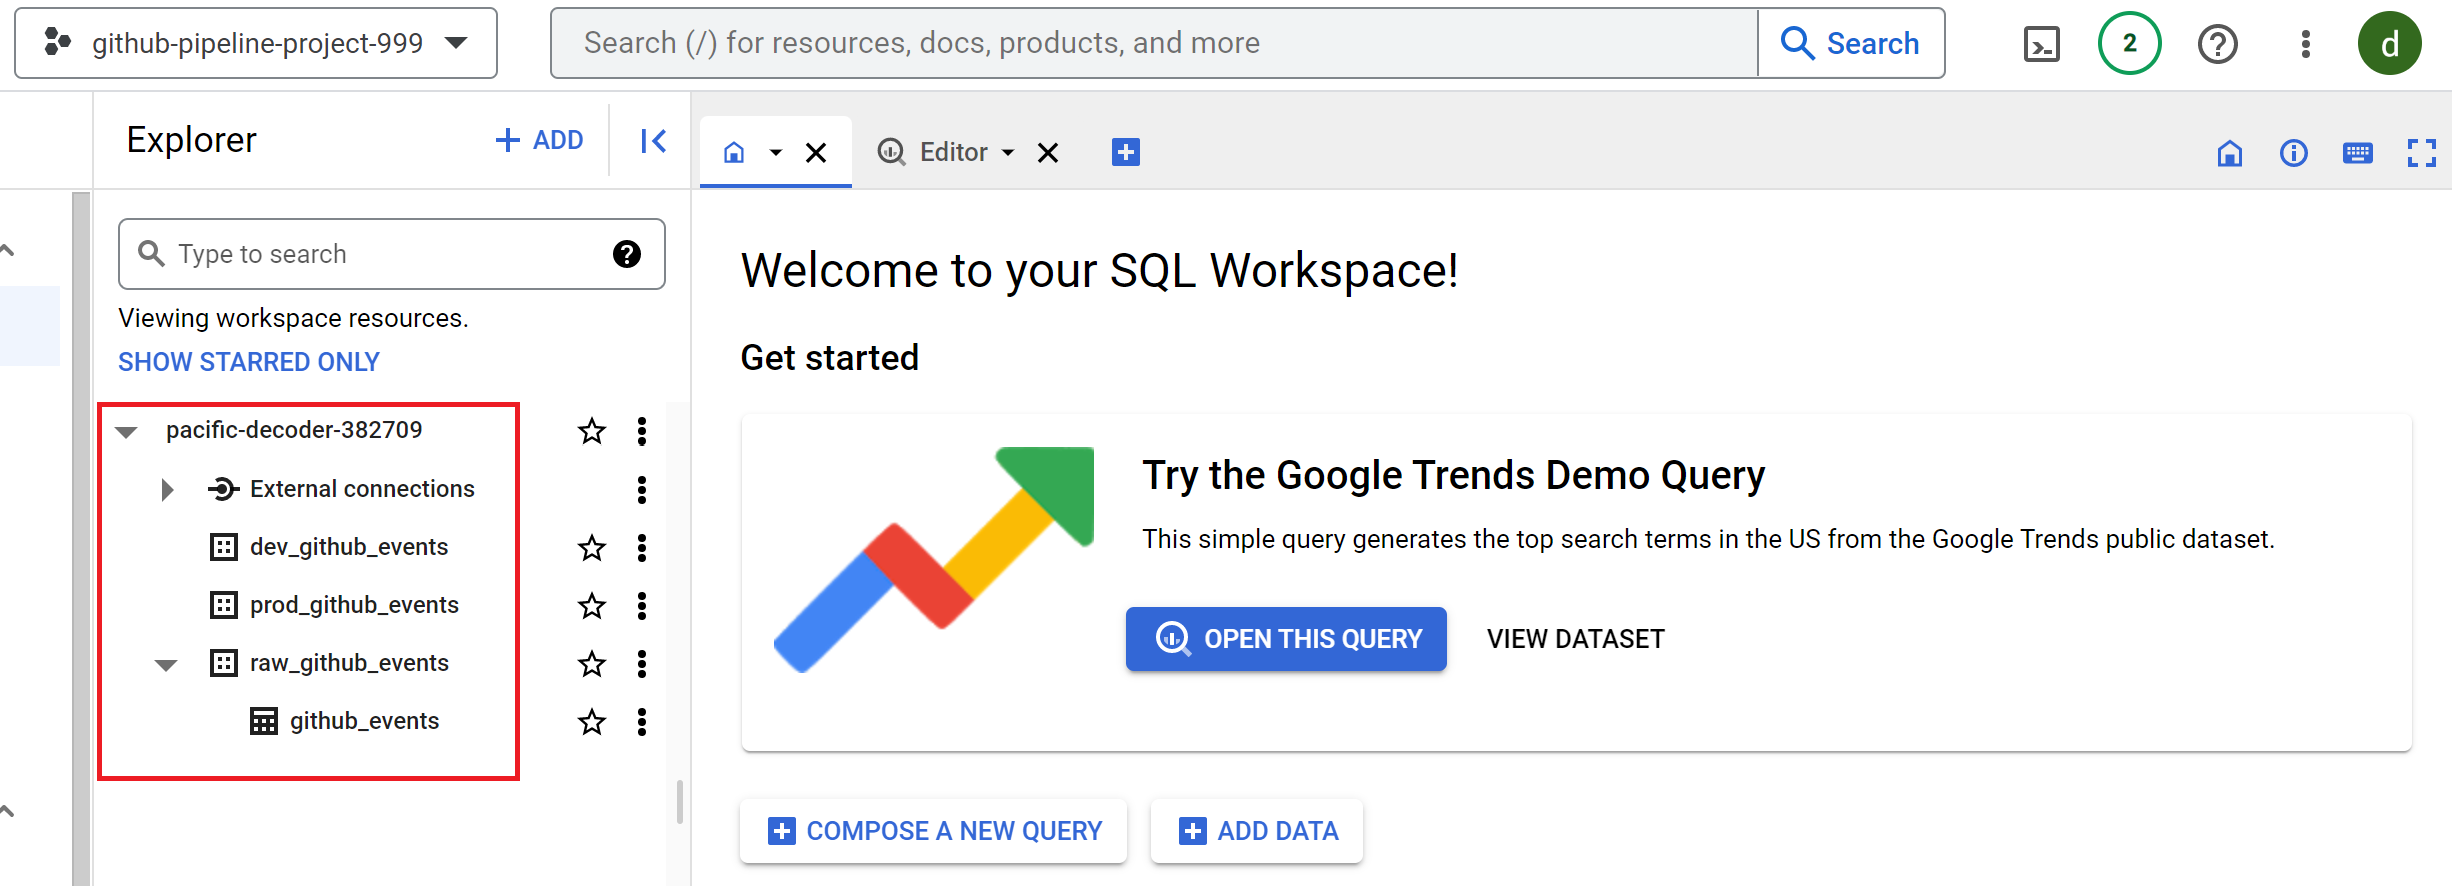 github-pipeline-project-999
Search (/) for resources, docs, products, and more
Search
2
d
Explorer
ADD
Editor
Type to search
Viewing workspace resources.
SHOW STARRED ONLY
pacific-decoder-382709
External connections
dev_github_events
prod_github_events
raw_github_events
github_events
Welcome to your SQL Workspace!
Get started
Try the Google Trends Demo Query
This simple query generates the top search terms in the US from the Google Trends public dataset.
OPEN THIS QUERY
VIEW DATASET
COMPOSE A NEW QUERY
ADD DATA